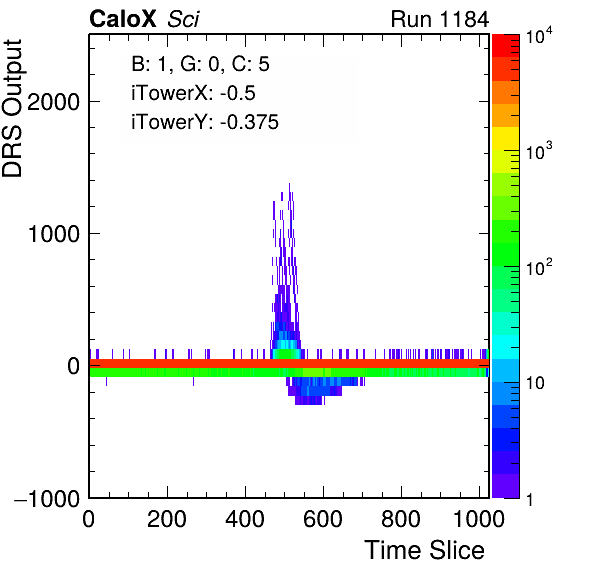 CaloX Sci Run 1184
B: 1, G: 0, C: 5
iTowerX: -0.5
iTowerY: -0.375
DRS Output
2000
1000
0
−1000
0 200 400 600 800 1000
Time Slice
10^4
10^3
10^2
10
1